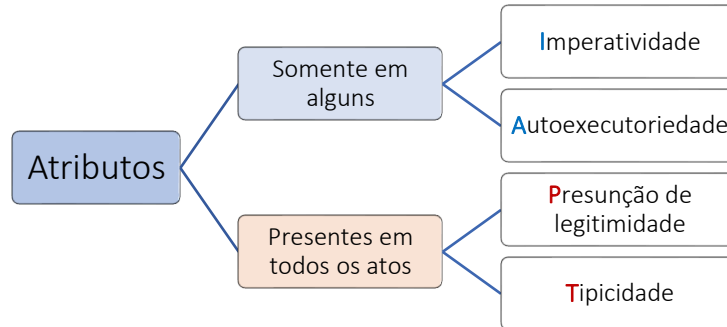 Atributos
Somente em
alguns
Imperatividade
Autoexecutoriedade
Presentes em
todos os atos
Presunção de
legitimidade
Tipicidade